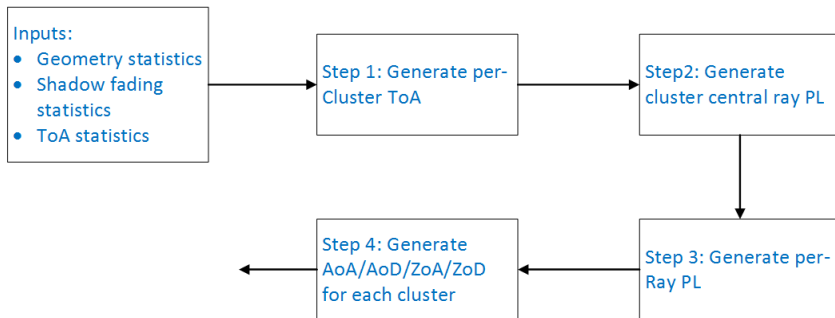 Inputs:
• Geometry statistics
• Shadow fading
statistics
• ToA statistics
Step 1: Generate per-
Cluster ToA
Step2: Generate
cluster central ray PL
Step 3: Generate per-
Ray PL
Step 4: Generate
AoA/AoD/ZoA/ZoD
for each cluster